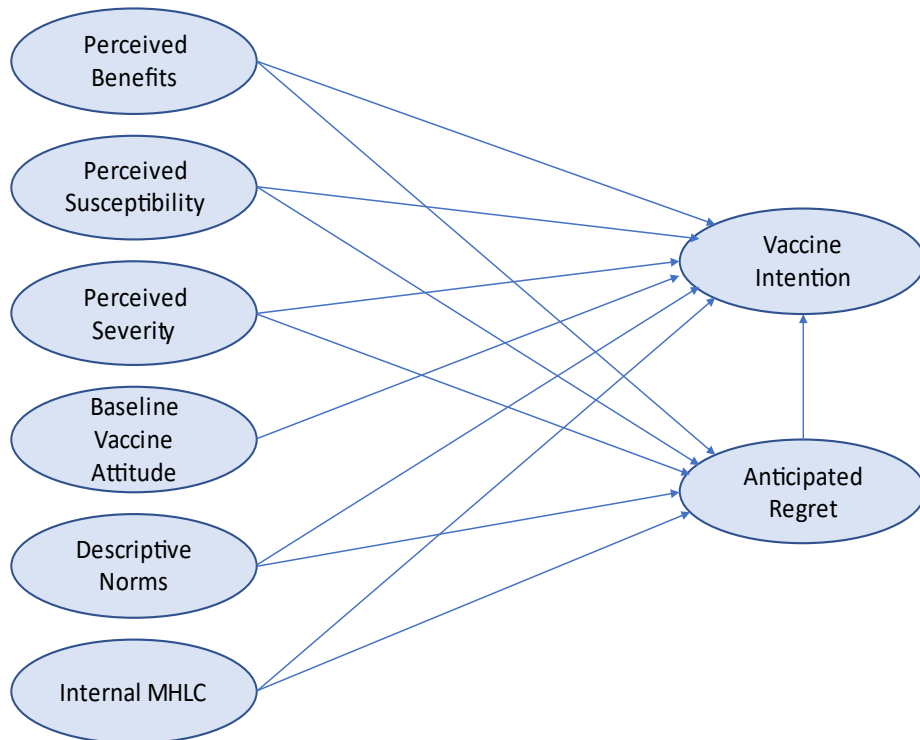 Perceived
Benefits
Perceived
Susceptibility
Perceived
Severity
Baseline
Vaccine
Attitude
Descriptive
Norms
Internal MHLC
Vaccine
Intention
Anticipated
Regret